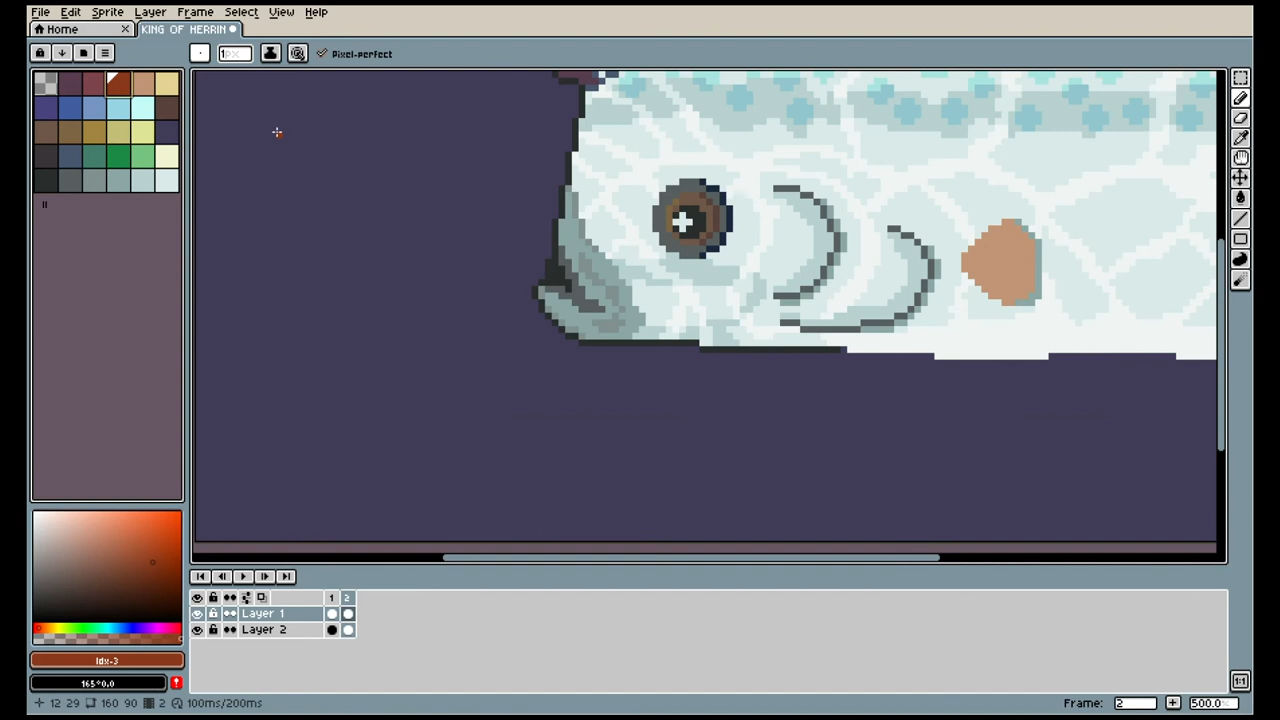 File Edit Sprite Layer Frame Select View Help
Home KING OF HERRIN
1px Pixel-perfect
Idx-3
165*0.0
1 2
Layer 1
Layer 2
12 29 160 90 2 100ms/200ms
Frame: 2 500.0
1:1